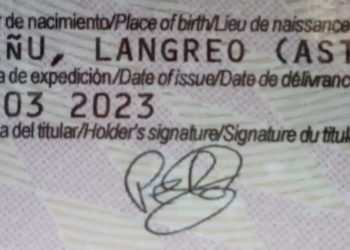 de nacimiento/Place of birth/Lieu de naissance
ÑU, LANGREO (AST
de expedición/Date of issue/Date de délivranc
03 2023
del titular/Holder's signature/Signature du titul